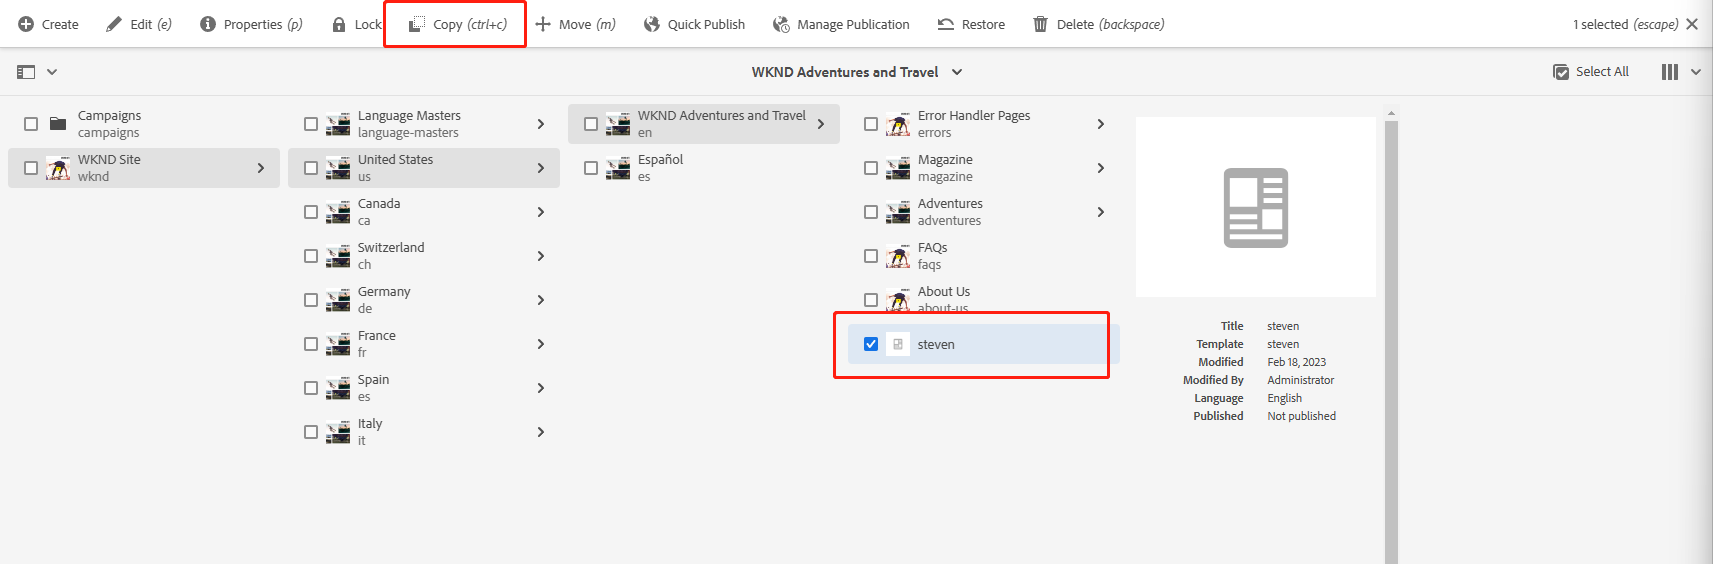 Create Edit (e) Properties (p) Lock Copy (ctrl+c) Move (m) Quick Publish Manage Publication Restore Delete (backspace) 1 selected (escape)
WKND Adventures and Travel Select All
Campaigns
campaigns
WKND Site
wknd
Language Masters
language-masters
United States
us
Canada
ca
Switzerland
ch
Germany
de
France
fr
Spain
es
Italy
it
WKND Adventures and Travel
en
Español
es
Error Handler Pages
errors
Magazine
magazine
Adventures
adventures
FAQs
faqs
About Us
about-us
steven
Title steven
Template steven
Modified Feb 18, 2023
Modified By Administrator
Language English
Published Not published